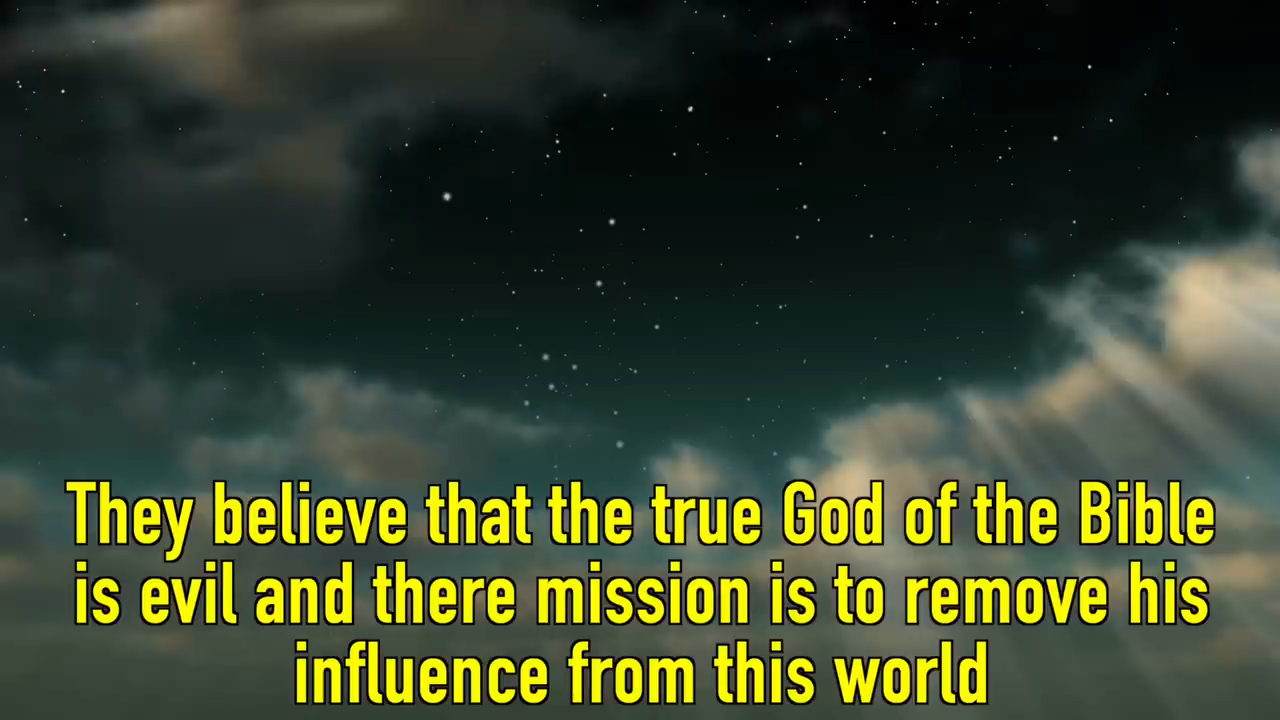 They believe that the true God of the Bible
is evil and there mission is to remove his
influence from this world